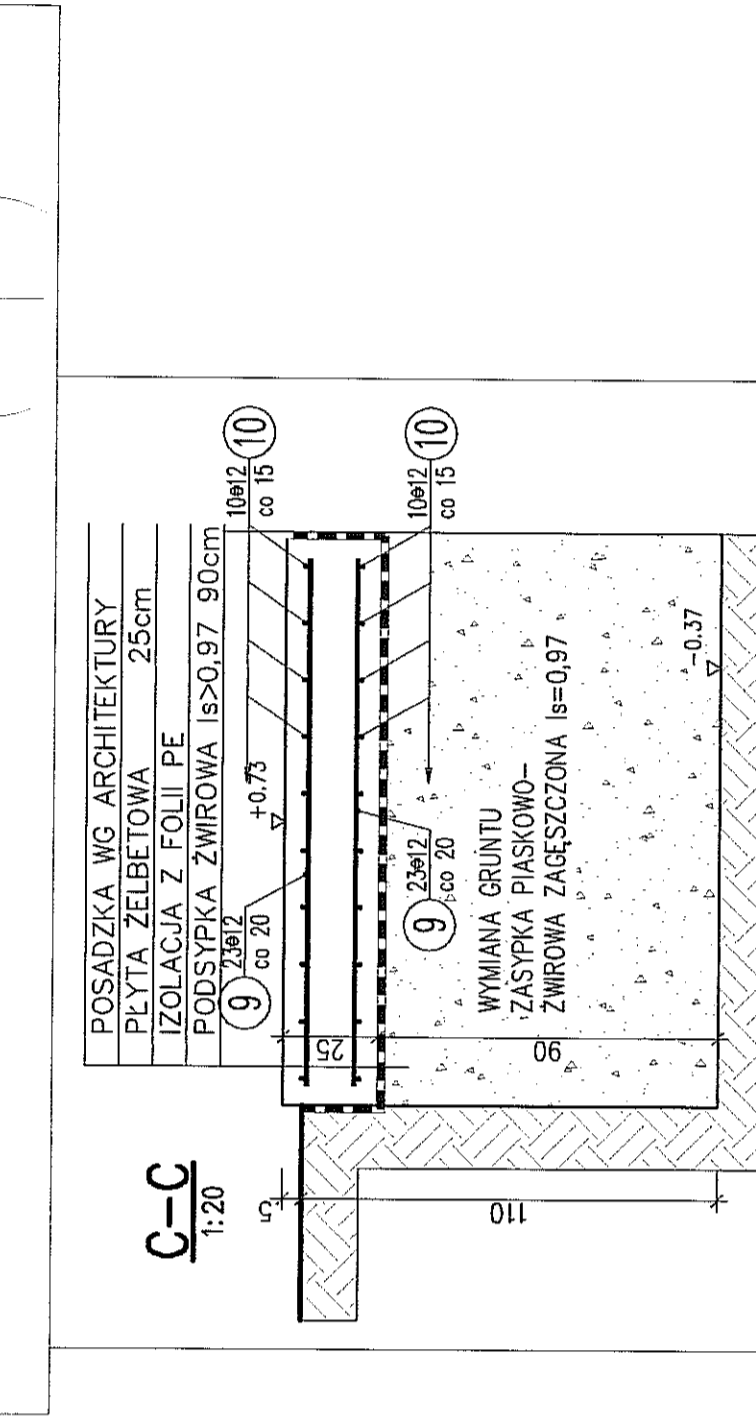 C-C
1:20
POSADZKA WG ARCHITEKTURY
PŁYTA ŻELBETOWA 25cm
IZOLACJA Z FOLII PE
PODSYPKA ŻWIROWA Is>0,97 90cm
9 23ø12
co 20
+0.73
10ø12 10
co 15
25
5
9 23ø12
co 20
10ø12 10
co 15
WYMIANA GRUNTU
ZASYPKA PIASKOWO-
ŻWIROWA ZAGĘSZCZONA Is=0,97
90
110
-0.37